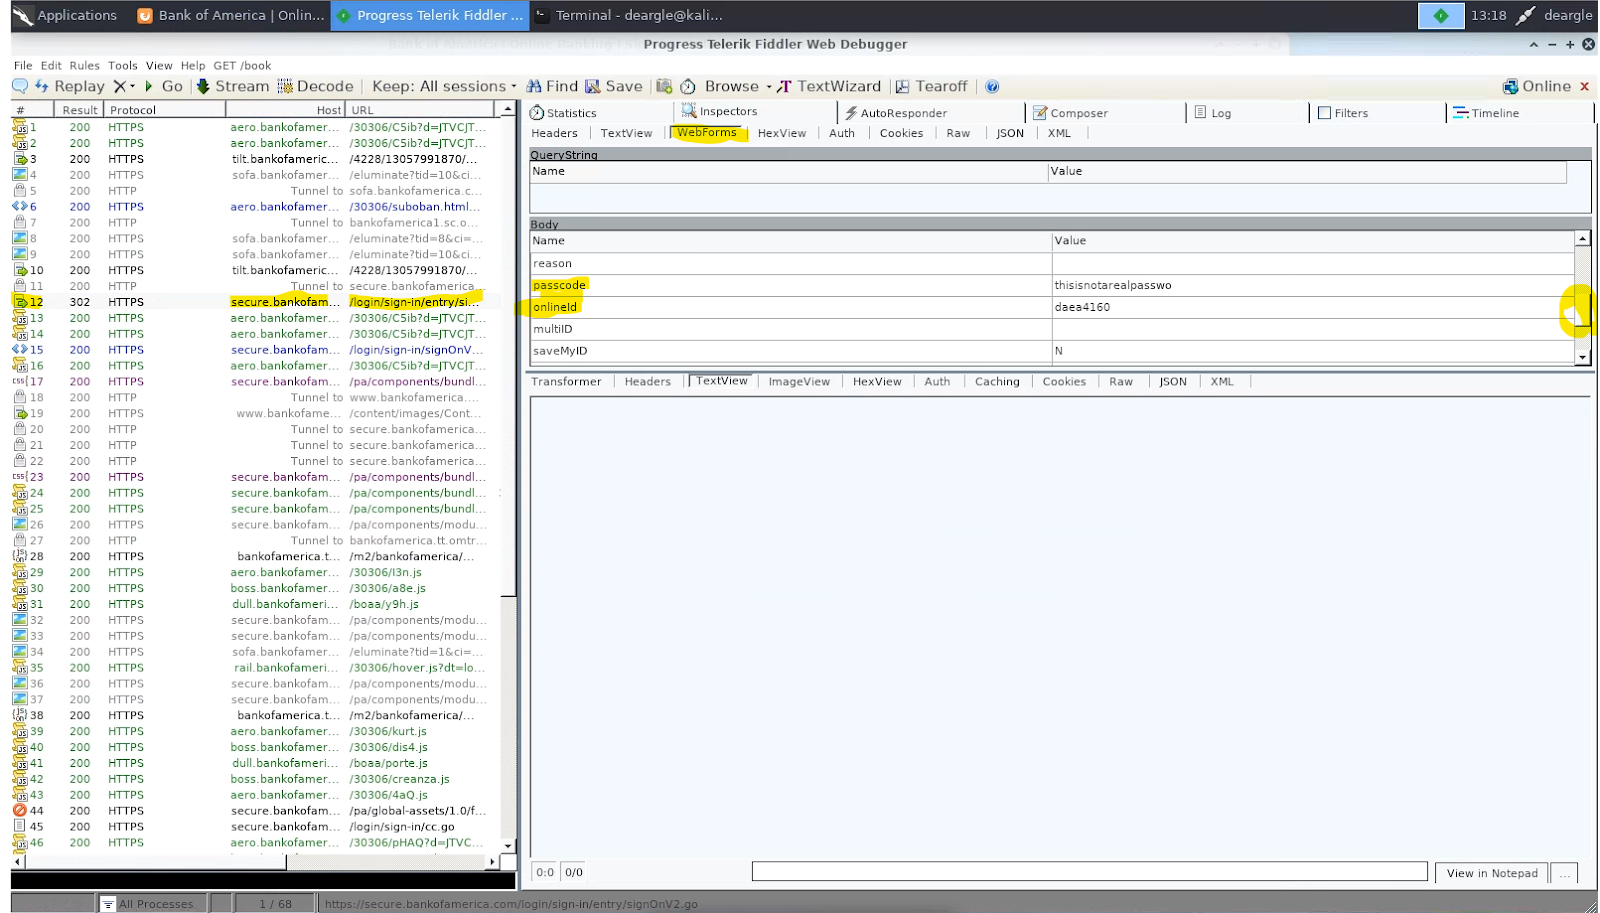 Applications Bank of America | Onlin... Progress Telerik Fiddler ... Terminal - deargle@kali... 13:18 deargle
Progress Telerik Fiddler Web Debugger
File Edit Rules Tools View Help GET /book
Replay Go Stream Decode Keep: All sessions Find Save Browse TextWizard Tearoff Online x
# Result Protocol Host URL
1 200 HTTPS aero.bankofamer... /30306/C5ib?d=JTVCJT...
2 200 HTTPS aero.bankofamer... /30306/C5ib?d=JTVCJT...
3 200 HTTPS tilt.bankofameric... /4228/13057991870/...
4 200 HTTPS sofa.bankofamer... /eluminate?tid=10&ci=...
5 200 HTTP Tunnel to sofa.bankofamerica.c...
6 200 HTTPS aero.bankofamer... /30306/suboban.html...
7 200 HTTP Tunnel to bankofamerica1.sc.o...
8 200 HTTPS sofa.bankofamer... /eluminate?tid=8&ci=...
9 200 HTTPS sofa.bankofamer... /eluminate?tid=10&ci=...
10 200 HTTPS tilt.bankofameric... /4228/13057991870/...
11 200 HTTP Tunnel to secure.bankofamerica...
12 302 HTTPS secure.bankofam... /login/sign-in/entry/si...
13 200 HTTPS aero.bankofamer... /30306/C5ib?d=JTVCJT...
14 200 HTTPS aero.bankofamer... /30306/C5ib?d=JTVCJT...
15 200 HTTPS secure.bankofam... /login/sign-in/signOnV...
16 200 HTTPS aero.bankofamer... /30306/C5ib?d=JTVCJT...
17 200 HTTPS secure.bankofam... /pa/components/bundl...
18 200 HTTP Tunnel to www.bankofamerica....
19 200 HTTPS www.bankofame... /content/images/Cont...
20 200 HTTP Tunnel to secure.bankofamerica...
21 200 HTTP Tunnel to secure.bankofamerica...
22 200 HTTP Tunnel to secure.bankofamerica...
23 200 HTTPS secure.bankofam... /pa/components/bundl...
24 200 HTTPS secure.bankofam... /pa/components/bundl...
25 200 HTTPS secure.bankofam... /pa/components/bundl...
26 200 HTTPS secure.bankofam... /pa/components/modu...
27 200 HTTP Tunnel to bankofamerica.tt.omtr...
28 200 HTTPS bankofamerica.t... /m2/bankofamerica/...
29 200 HTTPS aero.bankofamer... /30306/I3n.js
30 200 HTTPS boss.bankofamer... /30306/a8e.js
31 200 HTTPS dull.bankofameri... /boaa/y9h.js
32 200 HTTPS secure.bankofam... /pa/components/modu...
33 200 HTTPS secure.bankofam... /pa/components/modu...
34 200 HTTPS sofa.bankofamer... /eluminate?tid=1&ci=...
35 200 HTTPS rail.bankofameri... /30306/hover.js?dt=lo...
36 200 HTTPS secure.bankofam... /pa/components/modu...
37 200 HTTPS secure.bankofam... /pa/components/modu...
38 200 HTTPS bankofamerica.t... /m2/bankofamerica/...
39 200 HTTPS aero.bankofamer... /30306/kurt.js
40 200 HTTPS boss.bankofamer... /30306/dis4.js
41 200 HTTPS dull.bankofameri... /boaa/porte.js
42 200 HTTPS boss.bankofamer... /30306/creanza.js
43 200 HTTPS aero.bankofamer... /30306/4aQ.js
44 200 HTTPS secure.bankofam... /pa/global-assets/1.0/f...
45 200 HTTPS secure.bankofam... /login/sign-in/cc.go
46 200 HTTPS aero.bankofamer... /30306/pHAQ?d=JTVC...
Statistics Inspectors AutoResponder Composer Log Filters Timeline
Headers TextView WebForms HexView Auth Cookies Raw JSON XML
QueryString
Name Value
Body
Name Value
reason
passcode thisisnotarealpasswo
onlineId daea4160
multiID
saveMyID N
Transformer Headers TextView ImageView HexView Auth Caching Cookies Raw JSON XML
0:0 0/0 View in Notepad ...
All Processes 1 / 68 https://secure.bankofamerica.com/login/sign-in/entry/signOnV2.go